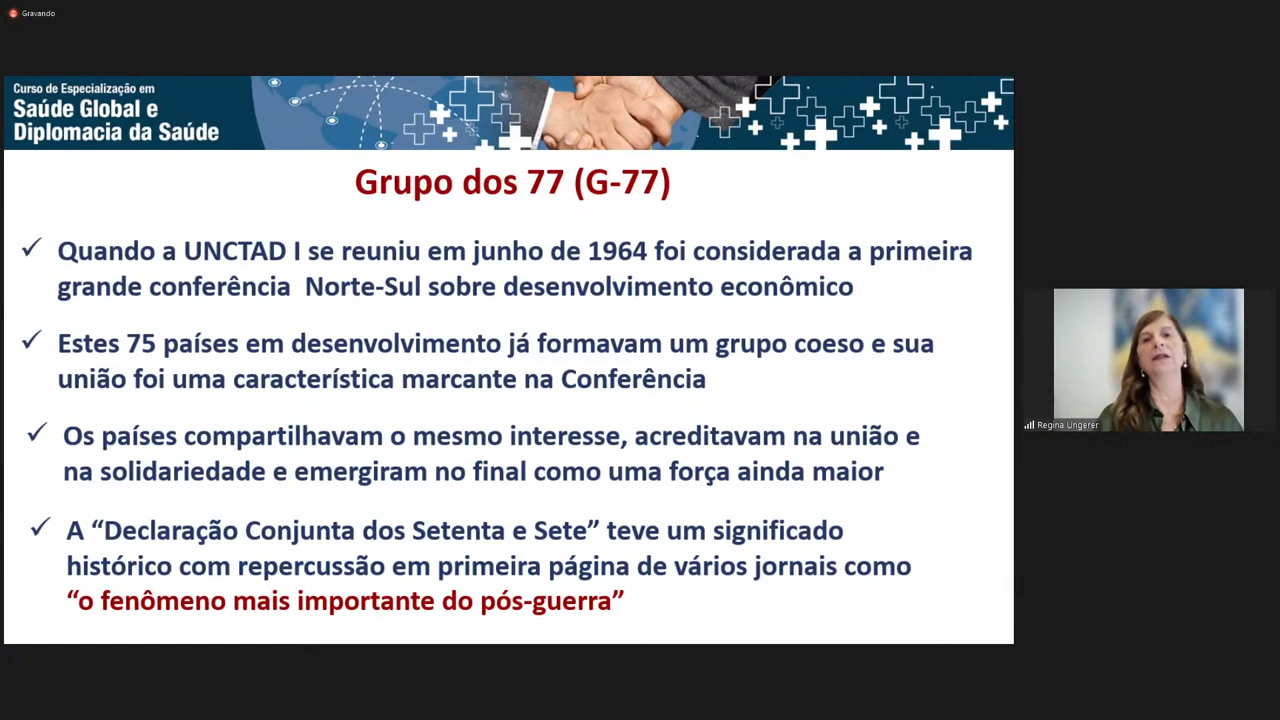 Gravando
Curso de Especialização em
Saúde Global e
Diplomacia da Saúde
Grupo dos 77 (G-77)
✓ Quando a UNCTAD I se reuniu em junho de 1964 foi considerada a primeira
grande conferência Norte-Sul sobre desenvolvimento econômico
✓ Estes 75 países em desenvolvimento já formavam um grupo coeso e sua
união foi uma característica marcante na Conferência
✓ Os países compartilhavam o mesmo interesse, acreditavam na união e
na solidariedade e emergiram no final como uma força ainda maior
✓ A “Declaração Conjunta dos Setenta e Sete” teve um significado
histórico com repercussão em primeira página de vários jornais como
“o fenômeno mais importante do pós-guerra”
Regina Ungerer